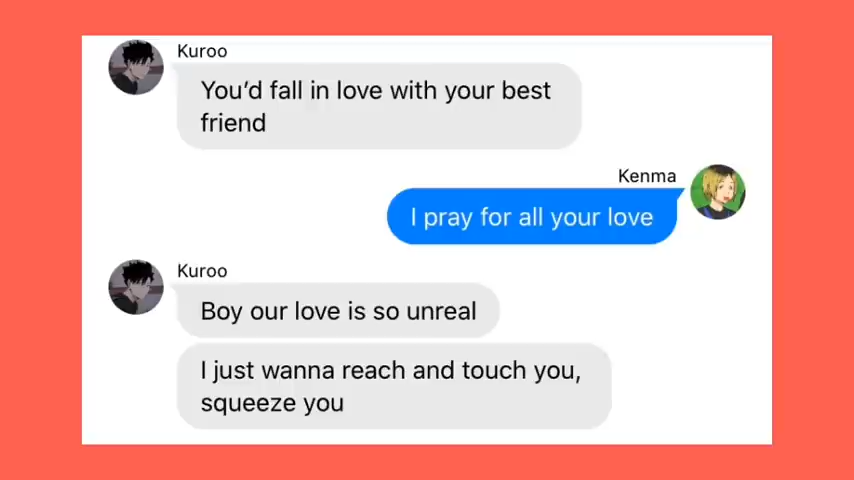 Kuroo
You’d fall in love with your best
friend
Kenma
I pray for all your love
Kuroo
Boy our love is so unreal
I just wanna reach and touch you,
squeeze you